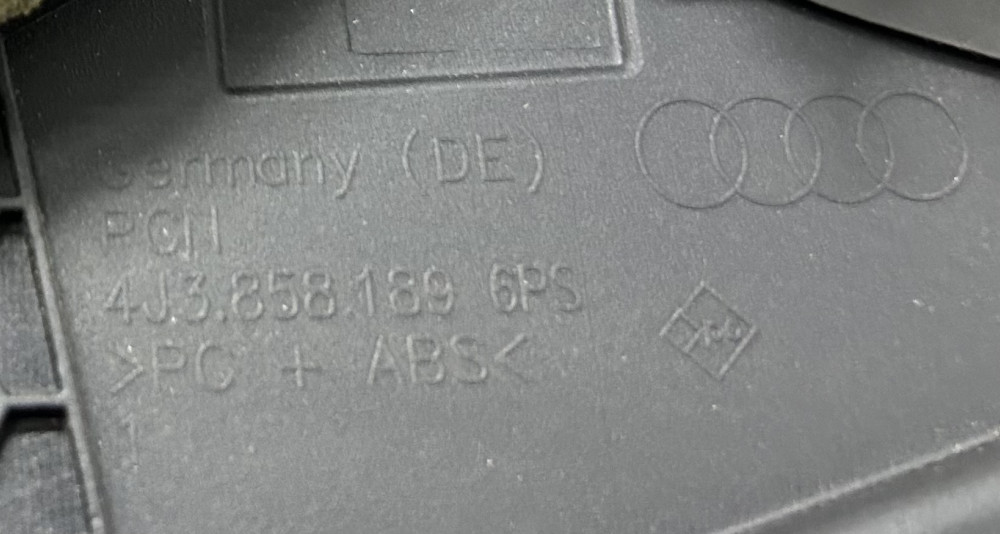 Germany (DE)
PCN
4J3.858.189 6PS
>PC + ABS<
1